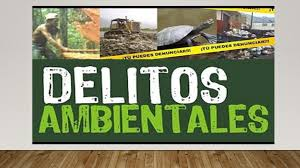 ¡TÚ PUEDES DENUNCIAR!!! ¡TÚ PUEDES DENUNCIAR!!!
DELITOS
AMBIENTALES